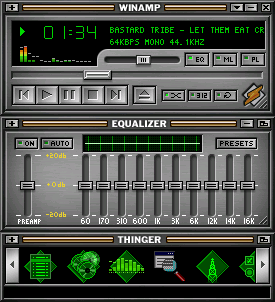 WINAMP
01:34
BASTARD TRIBE - LET THEM EAT CR
64KBPS MONO 44.1KHZ
EQ ML PL
EQUALIZER
ON AUTO PRESETS
+20db
+0db
-20db
PREAMP 60 170 310 600 1K 3K 6K 12K 14K 16K
THINGER